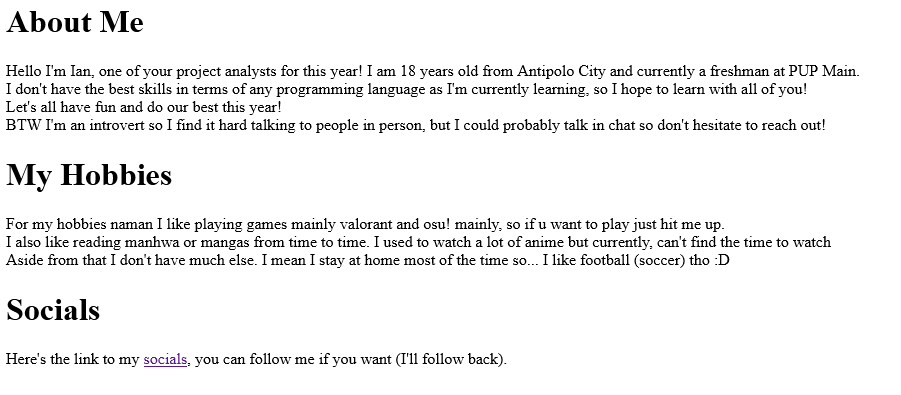 About Me
Hello I'm Ian, one of your project analysts for this year! I am 18 years old from Antipolo City and currently a freshman at PUP Main.
I don't have the best skills in terms of any programming language as I'm currently learning, so I hope to learn with all of you!
Let's all have fun and do our best this year!
BTW I'm an introvert so I find it hard talking to people in person, but I could probably talk in chat so don't hesitate to reach out!
My Hobbies
For my hobbies naman I like playing games mainly valorant and osu! mainly, so if u want to play just hit me up.
I also like reading manhwa or mangas from time to time. I used to watch a lot of anime but currently, can't find the time to watch
Aside from that I don't have much else. I mean I stay at home most of the time so... I like football (soccer) tho :D
Socials
Here's the link to my socials, you can follow me if you want (I'll follow back).